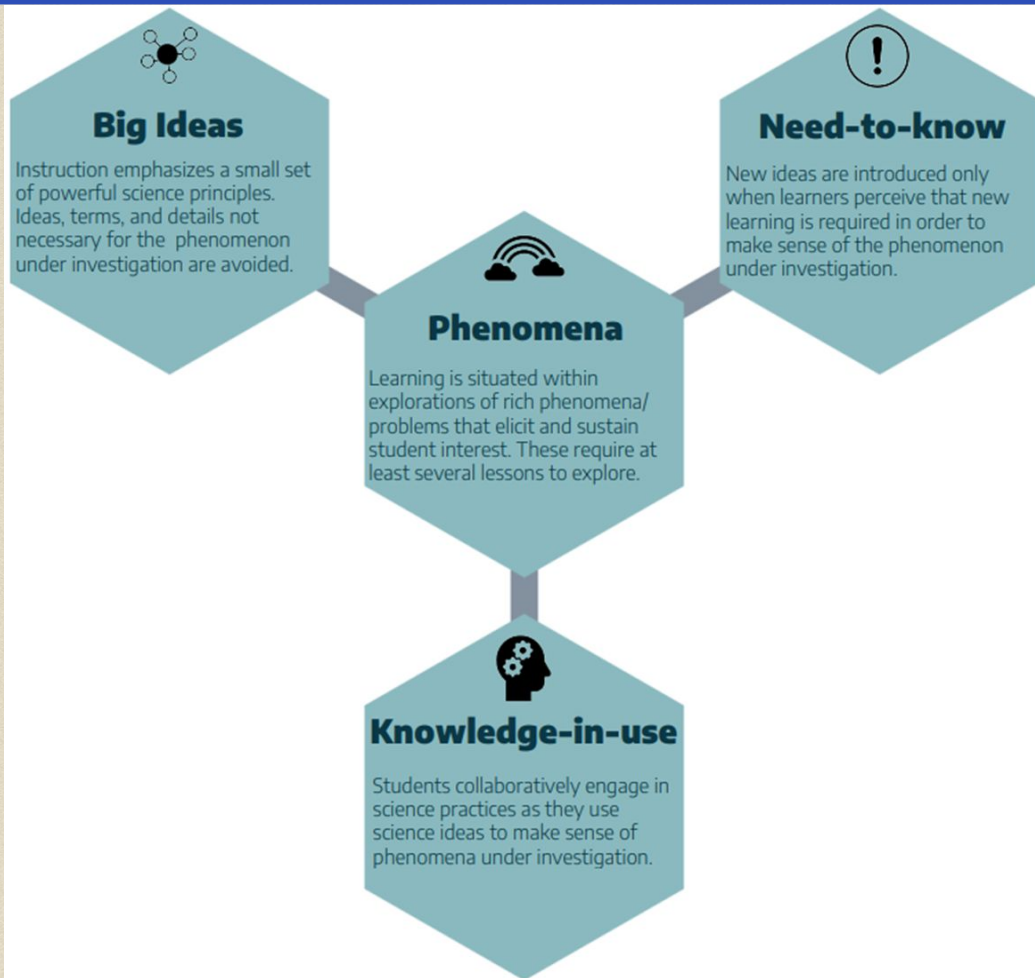 Big Ideas
Instruction emphasizes a small set
of powerful science principles.
Ideas, terms, and details not
necessary for the phenomenon
under investigation are avoided.
Need-to-know
New ideas are introduced only
when learners perceive that new
learning is required in order to
make sense of the phenomenon
under investigation.
Phenomena
Learning is situated within
explorations of rich phenomena/
problems that elicit and sustain
student interest. These require at
least several lessons to explore.
Knowledge-in-use
Students collaboratively engage in
science practices as they use
science ideas to make sense of
phenomena under investigation.